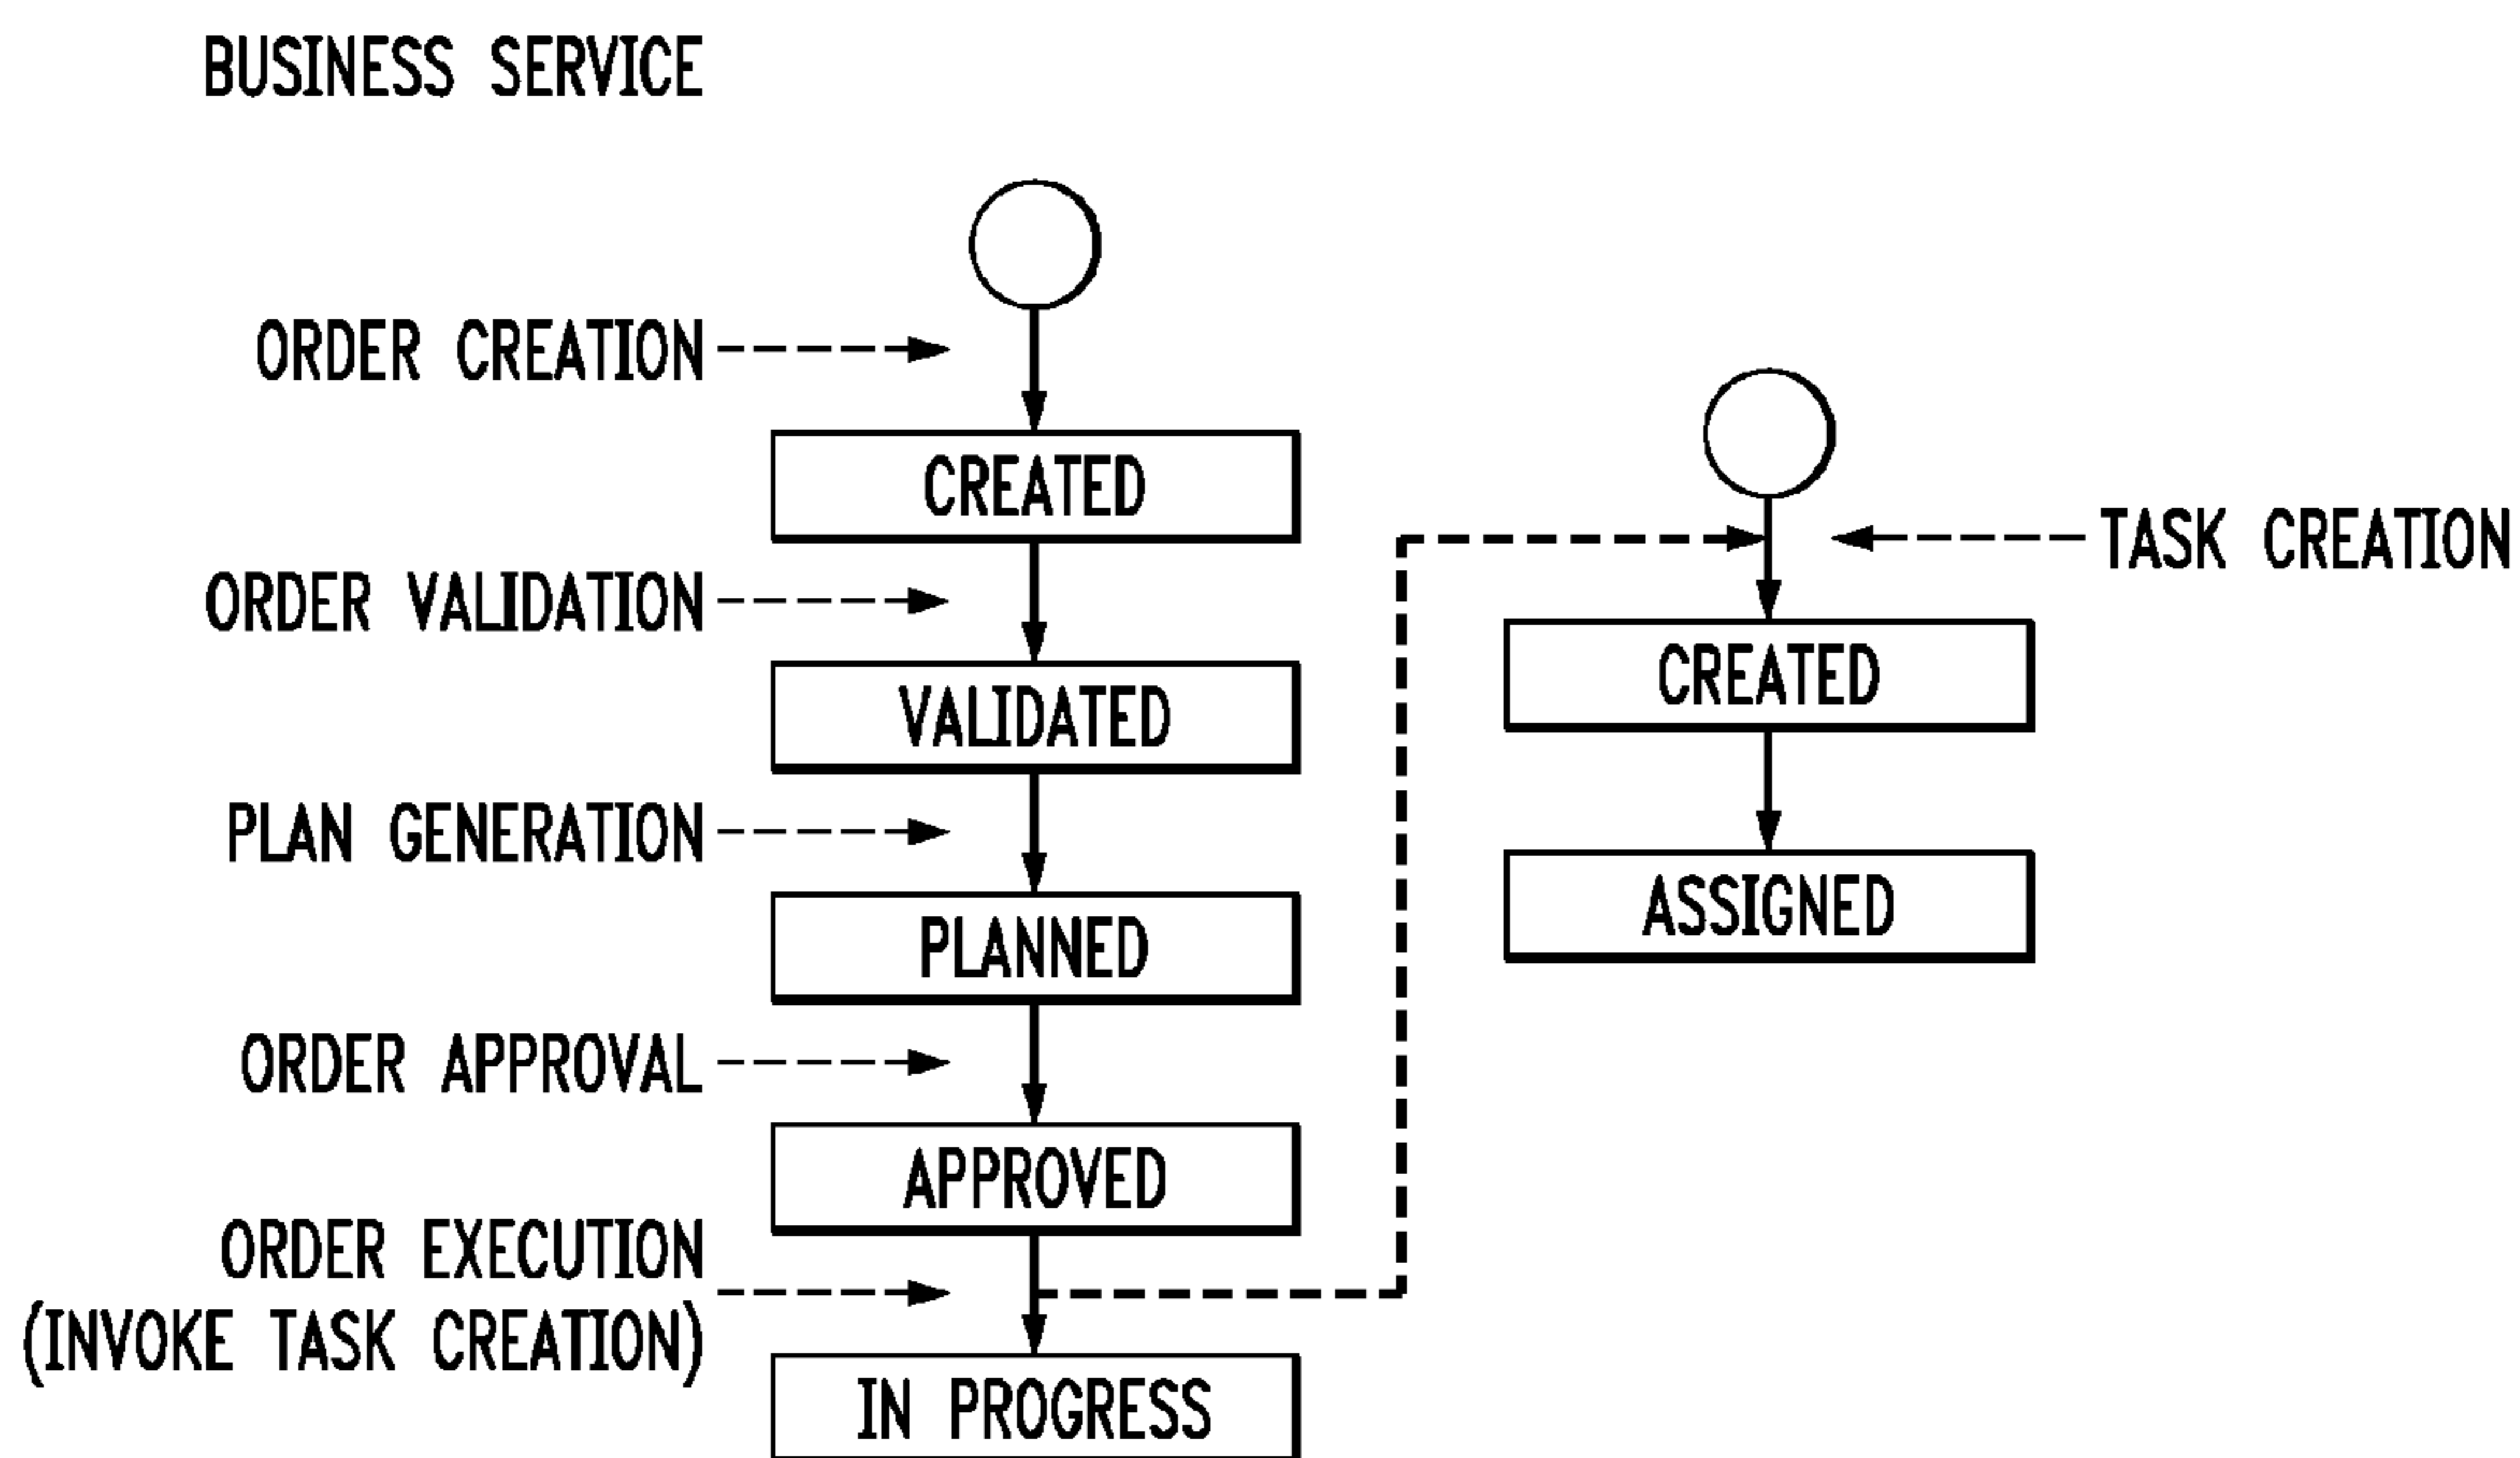 BUSINESS SERVICE
ORDER CREATION
CREATED
ORDER VALIDATION
VALIDATED
PLAN GENERATION
PLANNED
ORDER APPROVAL
APPROVED
ORDER EXECUTION
(INVOKE TASK CREATION)
IN PROGRESS
TASK CREATION
CREATED
ASSIGNED